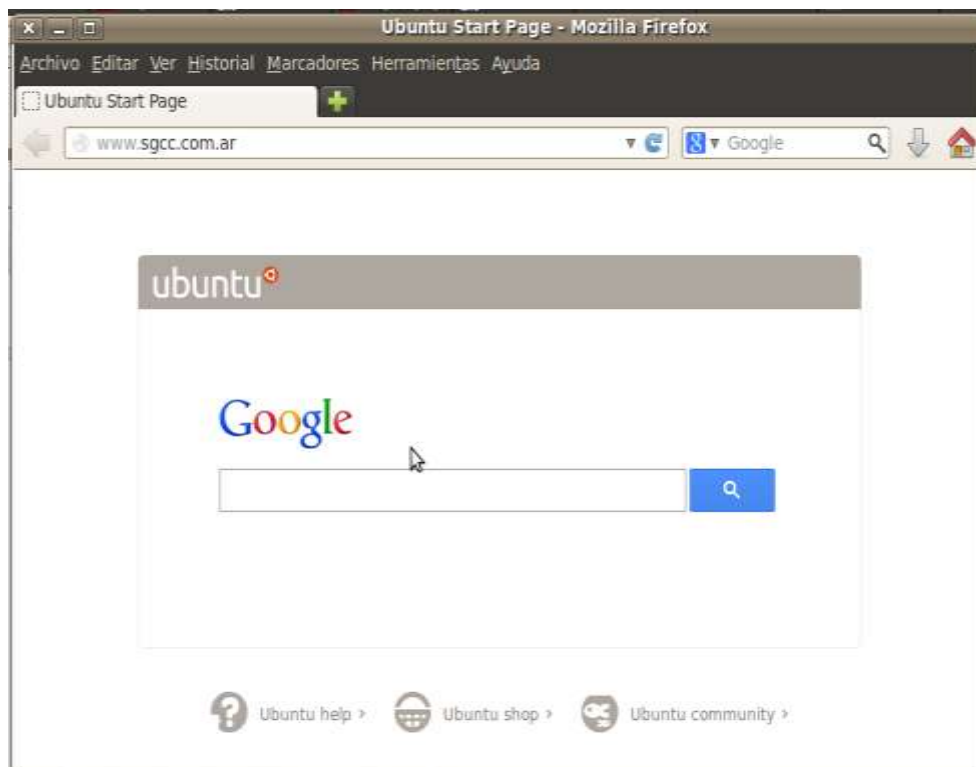 Ubuntu Start Page - Mozilla Firefox
Archivo Editar Ver Historial Marcadores Herramientas Ayuda
Ubuntu Start Page
www.sgcc.com.ar
Google
ubuntu
Google
Ubuntu help >
Ubuntu shop >
Ubuntu community >